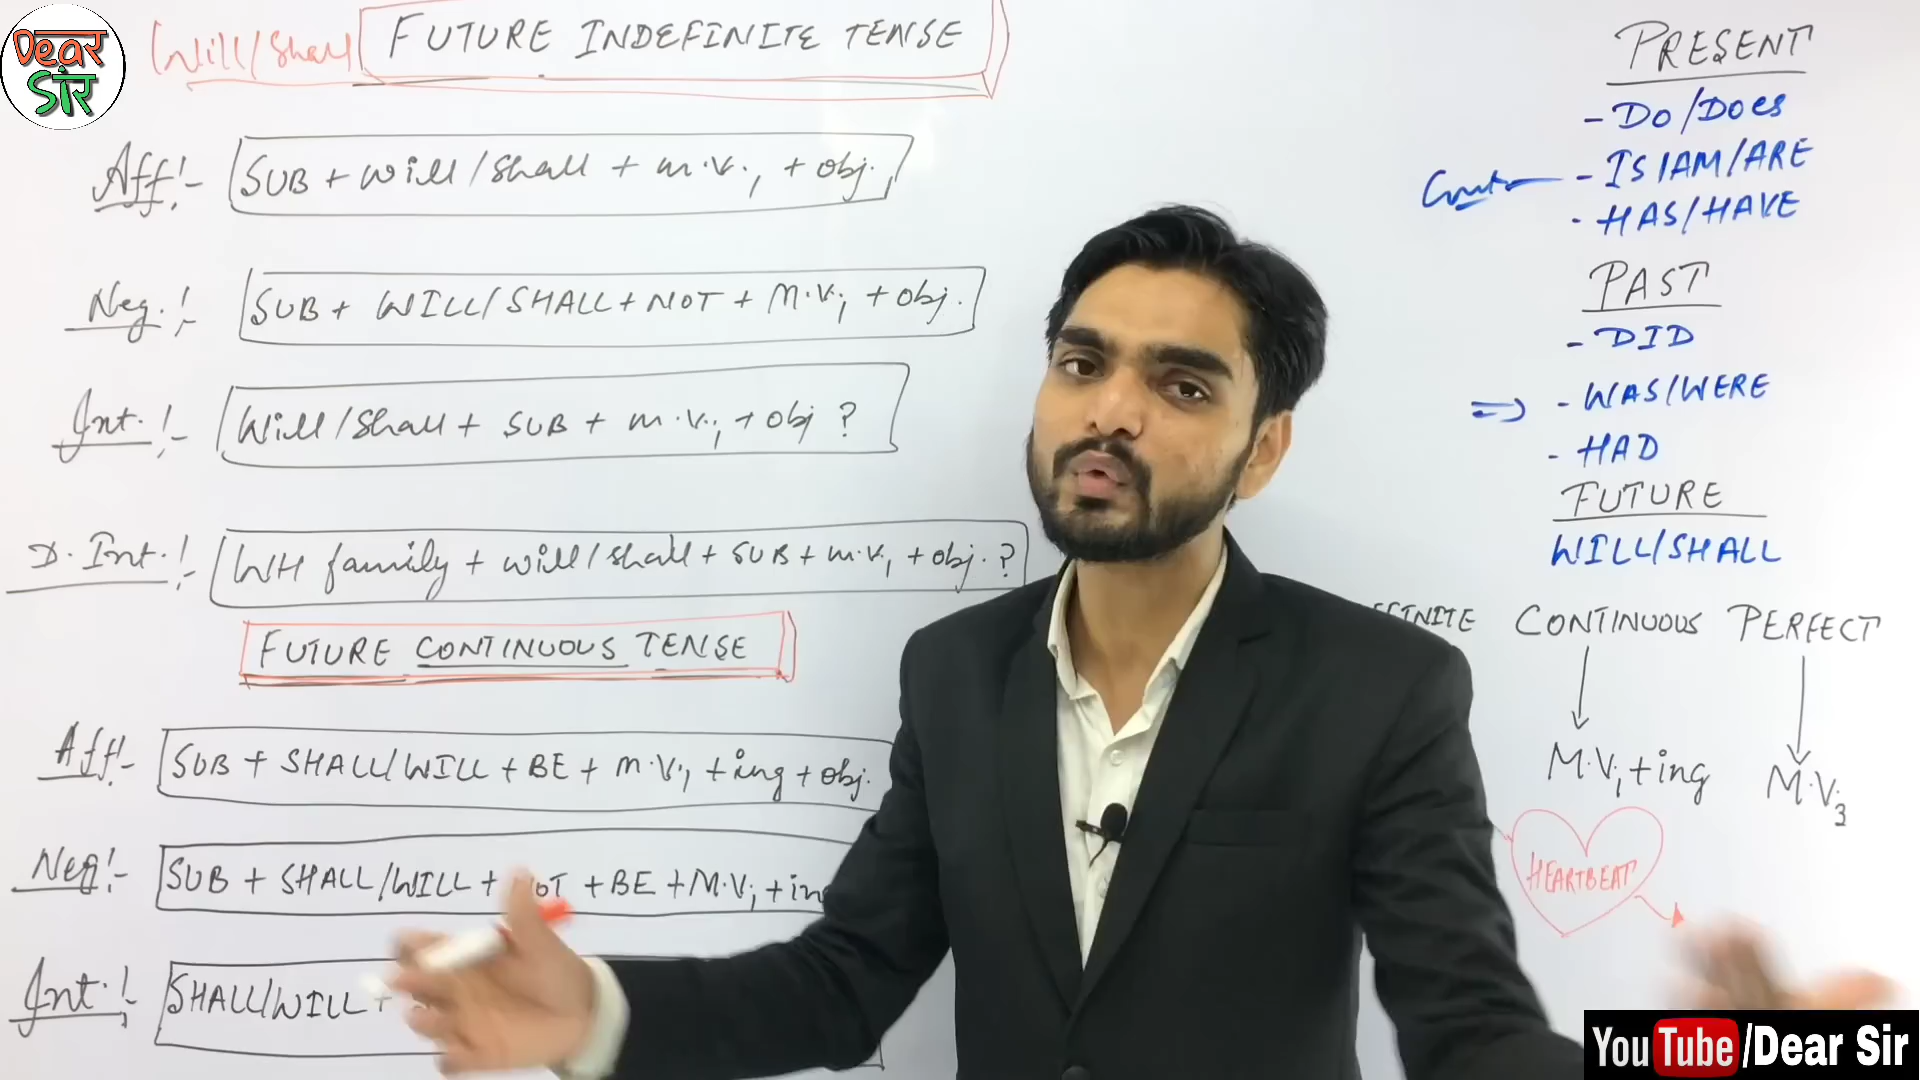 Dear
सर
Will/Shall FUTURE INDEFINITE TENSE
Aff:- SUB + will/shall + m.v.1 + obj.
Neg.:- SUB + WILL/SHALL + NOT + M.V.1 + obj.
Int.:- Will/Shall + SUB + m.v.1 + obj ?
D. Int.:- WH family + will/shall + SUB + m.v.1 + obj. ?
FUTURE CONTINUOUS TENSE
Aff:- SUB + SHALL/WILL + BE + m.v.1 + ing + obj.
Neg:- SUB + SHALL/WILL + NOT + BE + M.V.1 + in
Int.:- SHALL/WILL +
PRESENT
- DO/DOES
- IS/AM/ARE
- HAS/HAVE
PAST
- DID
=> - WAS/WERE
- HAD
FUTURE
WILL/SHALL
CONTINUOUS PERFECT
M.V1+ing M.V3
HEARTBEAT
YouTube/Dear Sir